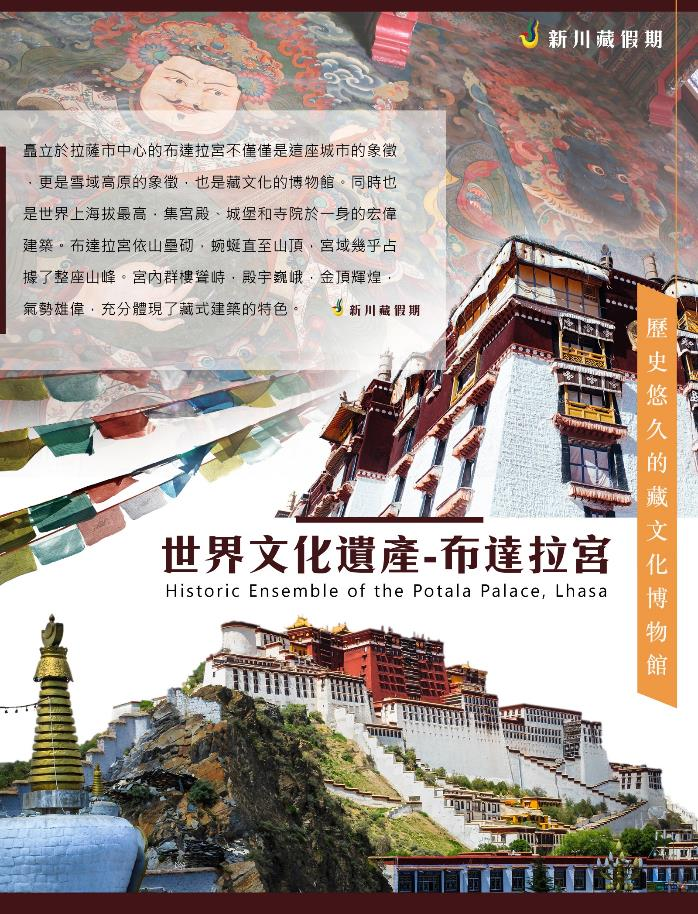 新川藏假期
矗立於拉薩市中心的布達拉宮不僅僅是這座城市的象徵
，更是雪域高原的象徵，也是藏文化的博物館。同時也
是世界上海拔最高，集宮殿、城堡和寺院於一身的宏偉
建築。布達拉宮依山壘砌，蜿蜒直至山頂，宮域幾乎占
據了整座山峰。宮內群樓聳峙，殿宇巍峨，金頂輝煌，
氣勢雄偉，充分體現了藏式建築的特色。
新川藏假期
歷史悠久的藏文化博物館
世界文化遺產-布達拉宮
Historic Ensemble of the Potala Palace, Lhasa